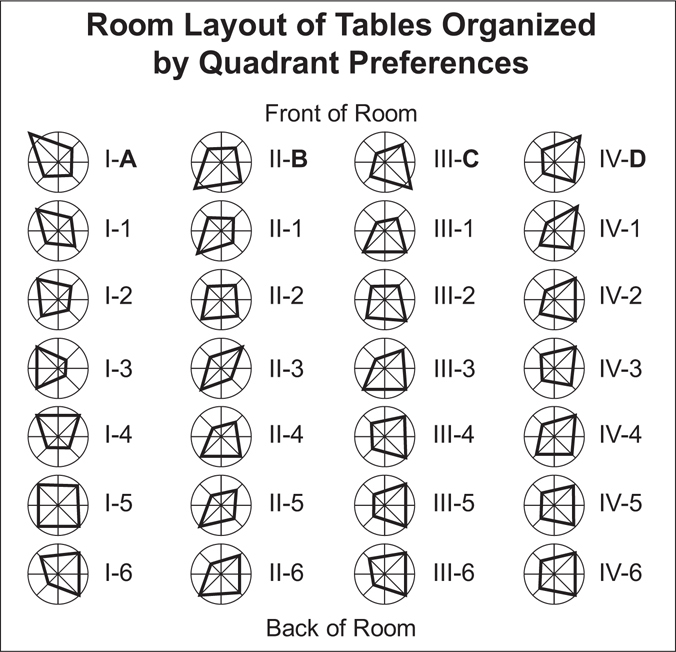 Room Layout of Tables Organized
by Quadrant Preferences
Front of Room
I-A II-B III-C IV-D
I-1 II-1 III-1 IV-1
I-2 II-2 III-2 IV-2
I-3 II-3 III-3 IV-3
I-4 II-4 III-4 IV-4
I-5 II-5 III-5 IV-5
I-6 II-6 III-6 IV-6
Back of Room